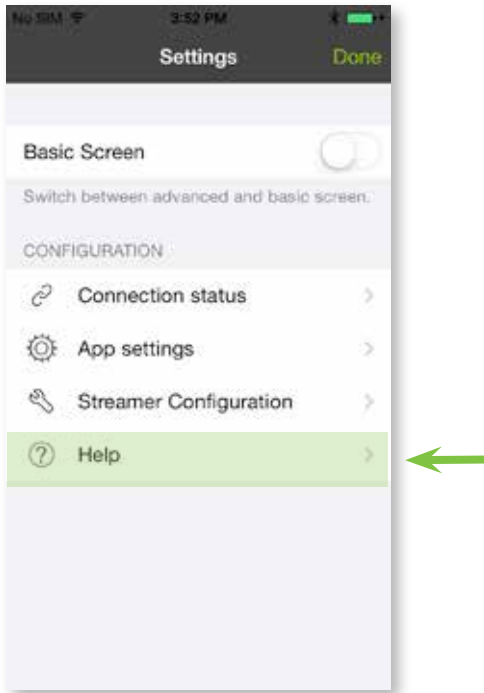 No SIM 3:52 PM
Settings Done
Basic Screen
Switch between advanced and basic screen.
CONFIGURATION
Connection status
App settings
Streamer Configuration
Help